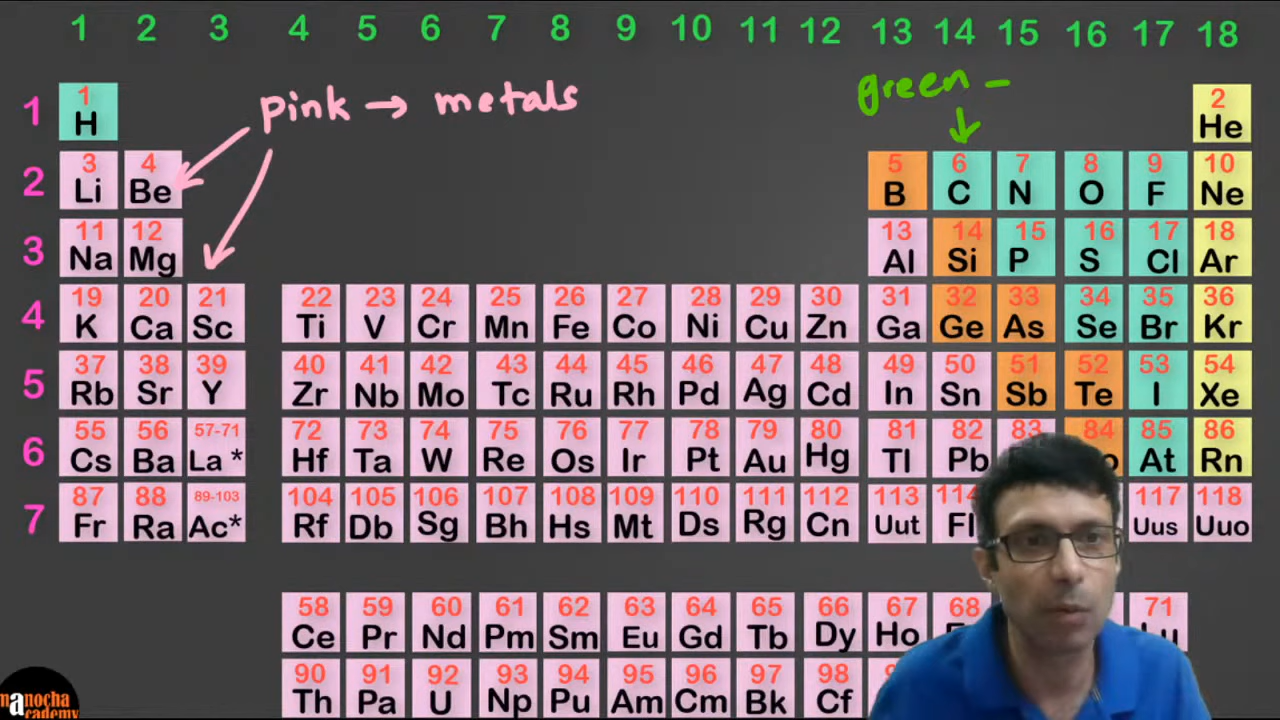 1 2 3 4 5 6 7 8 9 10 11 12 13 14 15 16 17 18
pink → metals
green –
1 1 2
H He
3 4 5 6 7 8 9 10
2 Li Be B C N O F Ne
11 12 13 14 15 16 17 18
3 Na Mg Al Si P S Cl Ar
19 20 21 22 23 24 25 26 27 28 29 30 31 32 33 34 35 36
4 K Ca Sc Ti V Cr Mn Fe Co Ni Cu Zn Ga Ge As Se Br Kr
37 38 39 40 41 42 43 44 45 46 47 48 49 50 51 52 53 54
5 Rb Sr Y Zr Nb Mo Tc Ru Rh Pd Ag Cd In Sn Sb Te I Xe
55 56 57-71 72 73 74 75 76 77 78 79 80 81 82 83 84 85 86
6 Cs Ba La * Hf Ta W Re Os Ir Pt Au Hg Tl Pb At Rn
87 88 89-103 104 105 106 107 108 109 110 111 112 113 114 117 118
7 Fr Ra Ac* Rf Db Sg Bh Hs Mt Ds Rg Cn Uut Fl Uus Uuo
58 59 60 61 62 63 64 65 66 67 68 71
Ce Pr Nd Pm Sm Eu Gd Tb Dy Ho
90 91 92 93 94 95 96 97 98
Th Pa U Np Pu Am Cm Bk Cf
manocha
academy